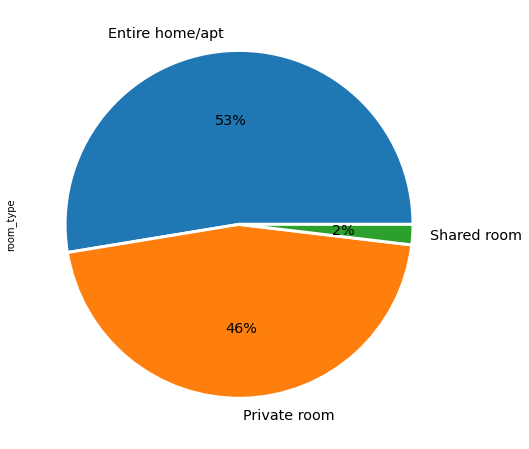 Entire home/apt
53%
room_type
2%
Shared room
46%
Private room